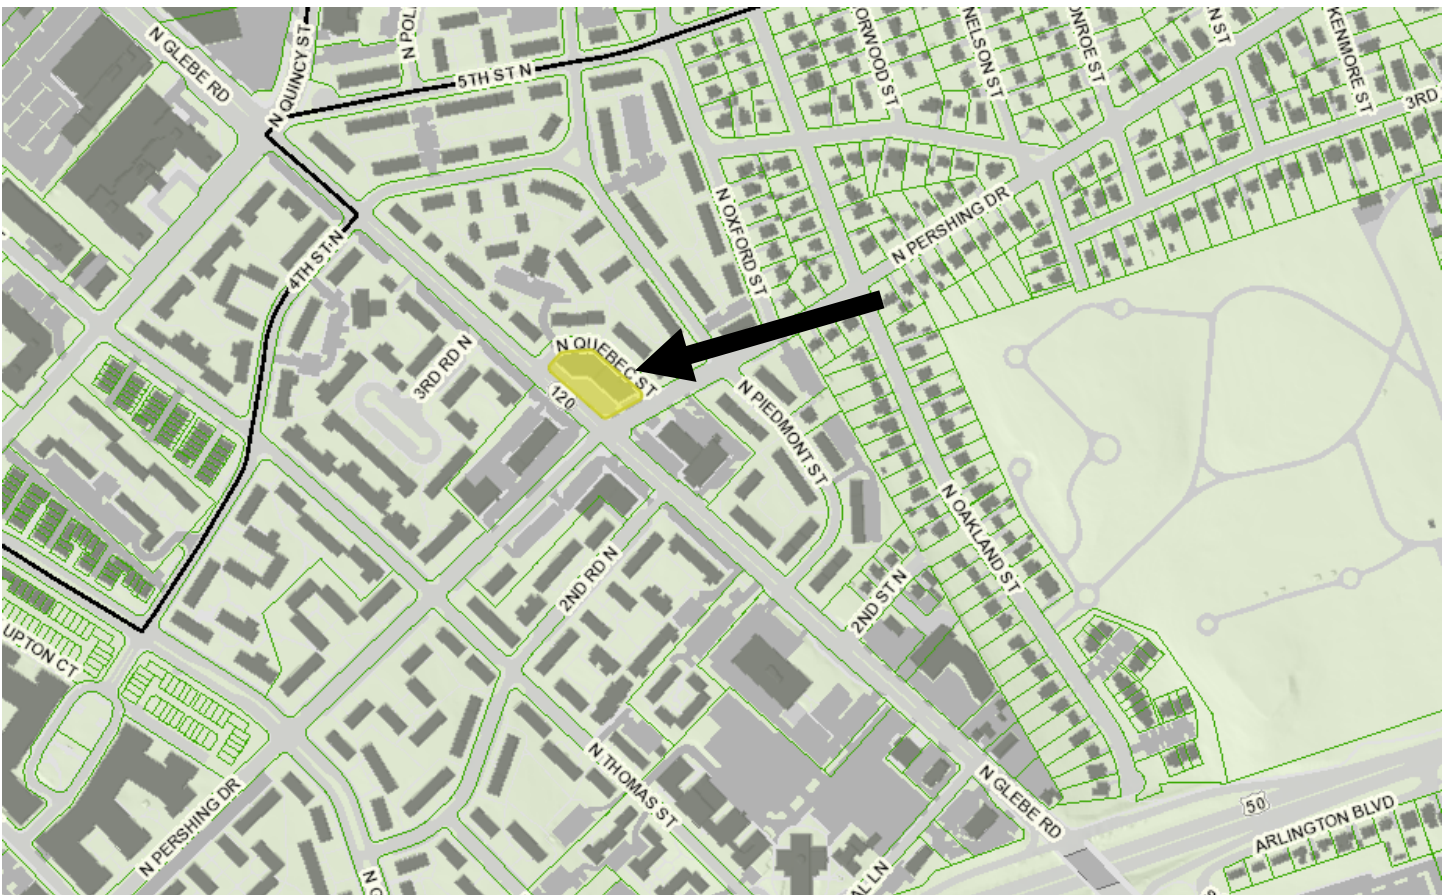 N GLEBE RD
N QUINCY ST
N POL
5TH ST N
ORWOOD ST
NELSON ST
ONROE ST
N ST
KENMORE ST
3RD
N OXFORD ST
N PERSHING DR
4TH ST N
3RD RD N
N QUEBEC ST
120
N PIEDMONT ST
N OAKLAND ST
2ND RD N
2ND ST N
UPTON CT
N PERSHING DR
N THOMAS ST
N GLEBE RD
50
ARLINGTON BLVD
AL LN